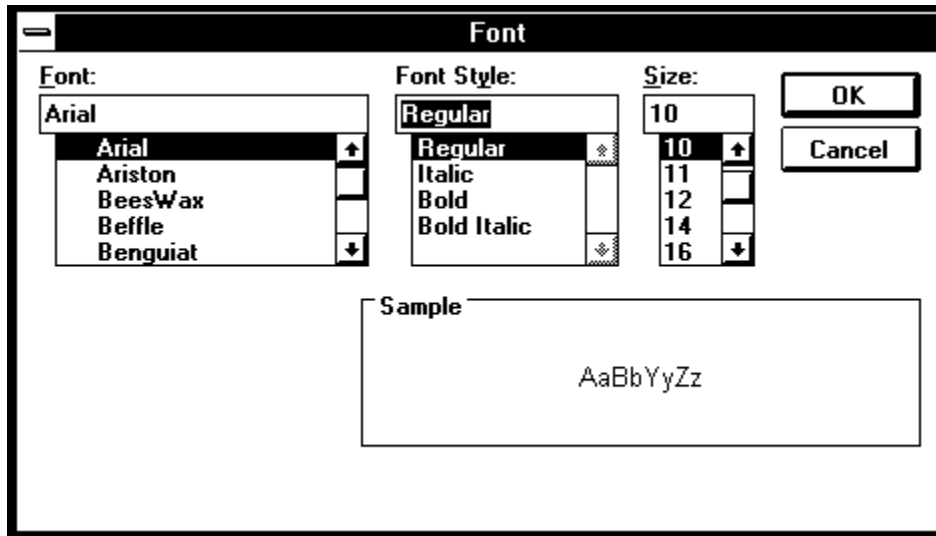 Font
Font: Font Style: Size:
Arial Regular 10 OK
Arial Regular 10 Cancel
Ariston Italic 11
BeesWax Bold 12
Beffle Bold Italic 14
Benguiat 16
Sample
AaBbYyZz